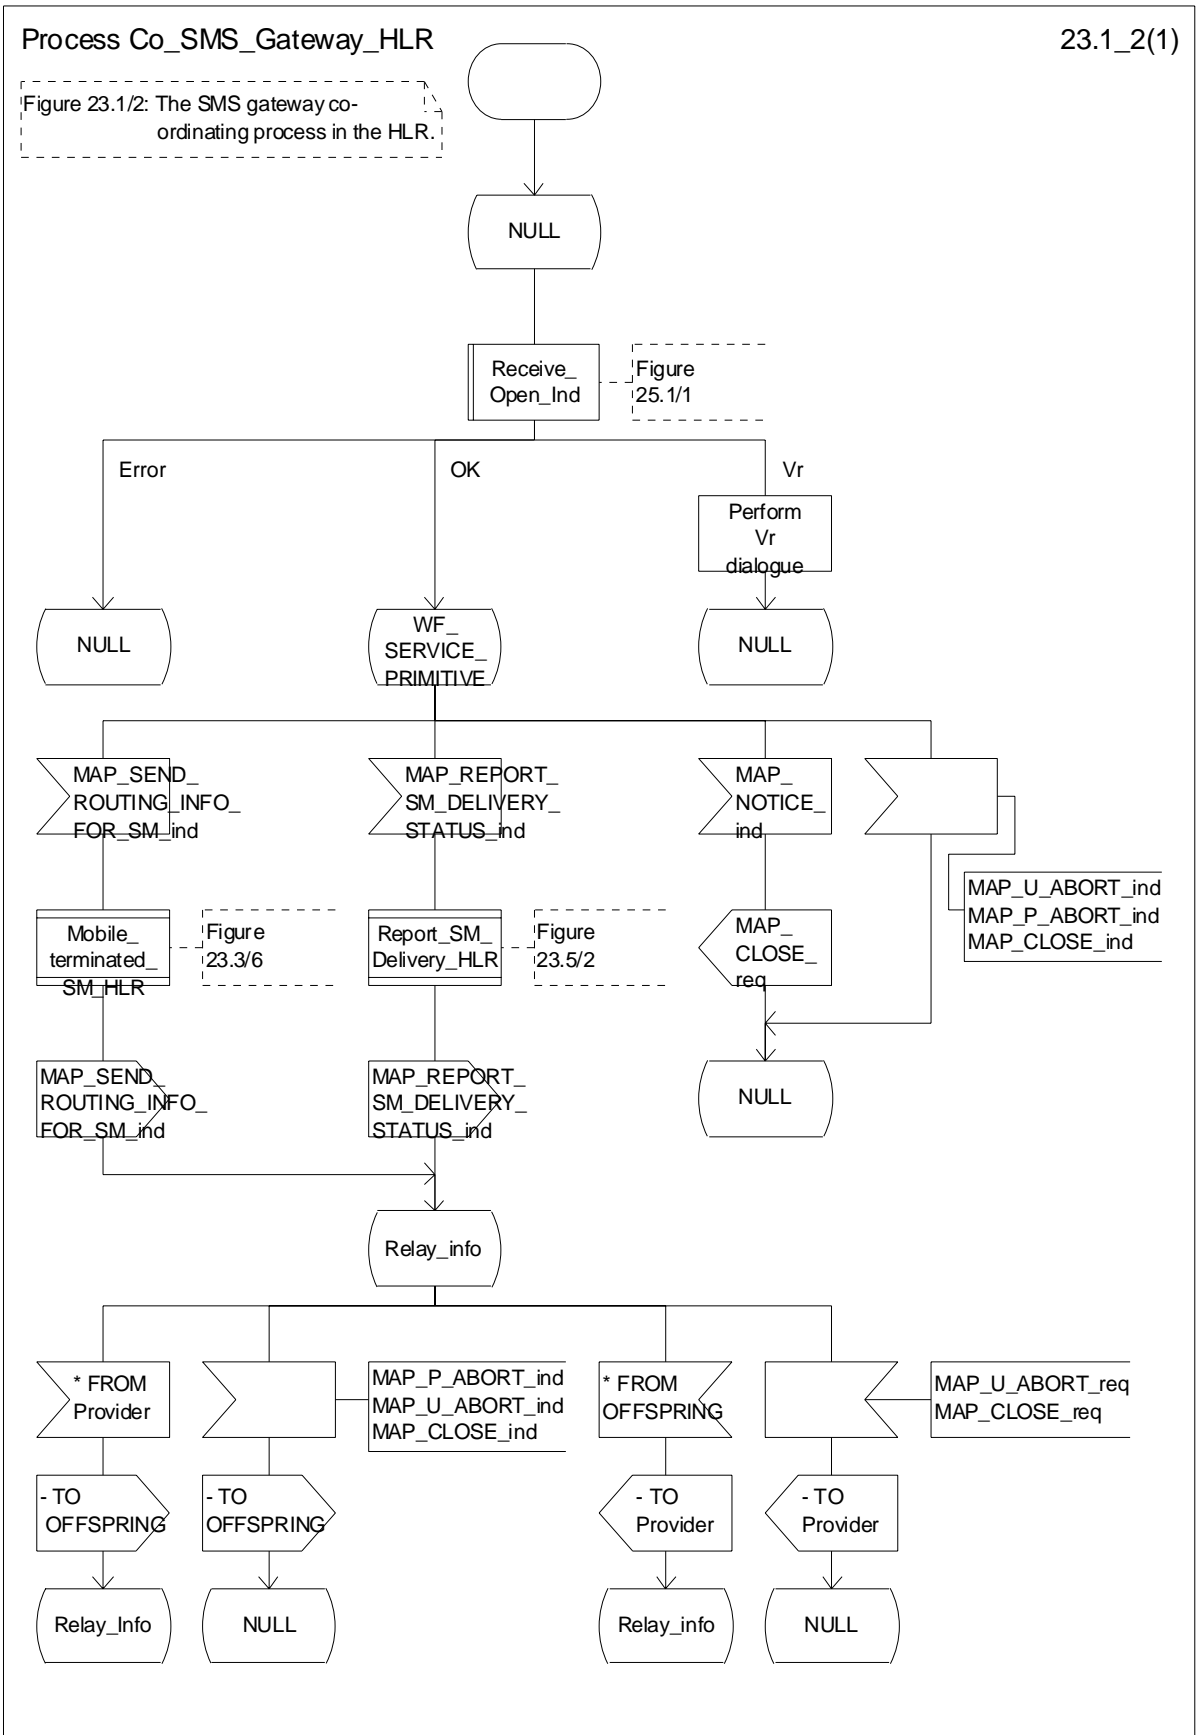 Process Co_SMS_Gateway_HLR
23.1_2(1)
Figure 23.1/2: The SMS gateway co-
ordinating process in the HLR.
NULL
Receive_
Open_Ind
Figure
25.1/1
Error
OK
Vr
Perform
Vr
dialogue
NULL
WF_
SERVICE_
PRIMITIVE
NULL
MAP_SEND_
ROUTING_INFO_
FOR_SM_ind
MAP_REPORT_
SM_DELIVERY_
STATUS_ind
MAP_
NOTICE_
ind
MAP_U_ABORT_ind
MAP_P_ABORT_ind
MAP_CLOSE_ind
Mobile_
terminated_
SM_HLR
Figure
23.3/6
Report_SM_
Delivery_HLR
Figure
23.5/2
MAP_
CLOSE_
req
MAP_SEND_
ROUTING_INFO_
FOR_SM_ind
MAP_REPORT_
SM_DELIVERY_
STATUS_ind
NULL
Relay_info
* FROM
Provider
MAP_P_ABORT_ind
MAP_U_ABORT_ind
MAP_CLOSE_ind
* FROM
OFFSPRING
MAP_U_ABORT_req
MAP_CLOSE_req
- TO
OFFSPRING
- TO
OFFSPRING
- TO
Provider
- TO
Provider
Relay_Info
NULL
Relay_info
NULL